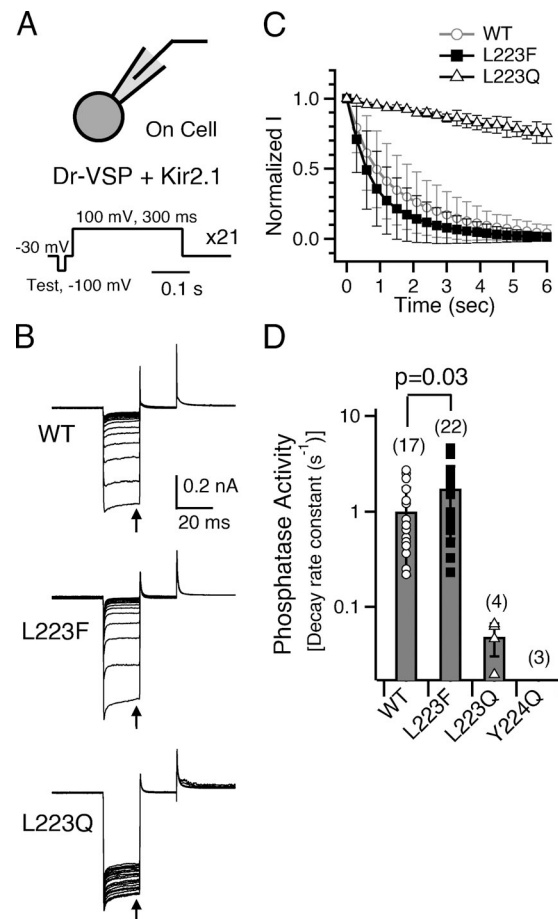 A
On Cell
Dr-VSP + Kir2.1
100 mV, 300 ms
x21
-30 mV
Test, -100 mV
0.1 s
B
WT
0.2 nA
20 ms
L223F
L223Q
C
WT
L223F
L223Q
Normalized I
1.0
0.5
0.0
0 1 2 3 4 5 6
Time (sec)
D
p=0.03
(17)
(22)
(4)
(3)
Phosphatase Activity
[Decay rate constant (s⁻¹)]
10
1
0.1
WT
L223F
L223Q
Y224Q